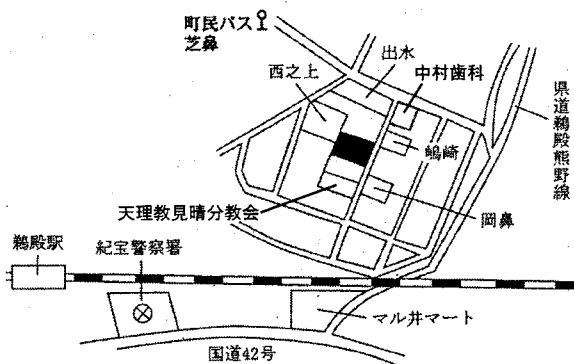 町民バス
芝鼻
出水
西之上
中村歯科
嶋崎
県道鵜殿熊野線
天理教見晴分教会
岡鼻
鵜殿駅
紀宝警察署
マル井マート
国道42号